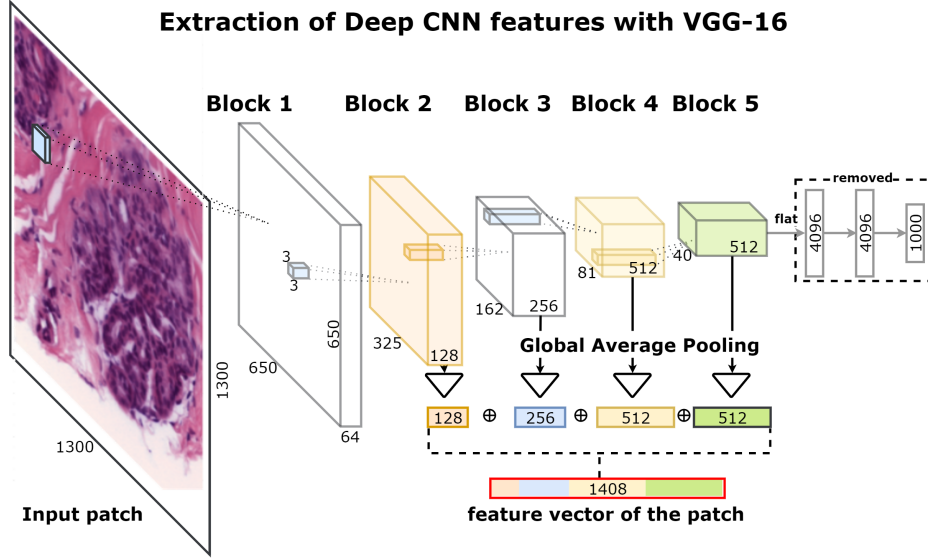 Extraction of Deep CNN features with VGG-16
Block 1
Block 2
Block 3
Block 4
Block 5
removed
flat
4096
4096
1000
3
3
650
650
64
325
128
162
256
81
512
40
512
1300
1300
Global Average Pooling
128 ⊕ 256 ⊕ 512 ⊕ 512
1408
Input patch
feature vector of the patch